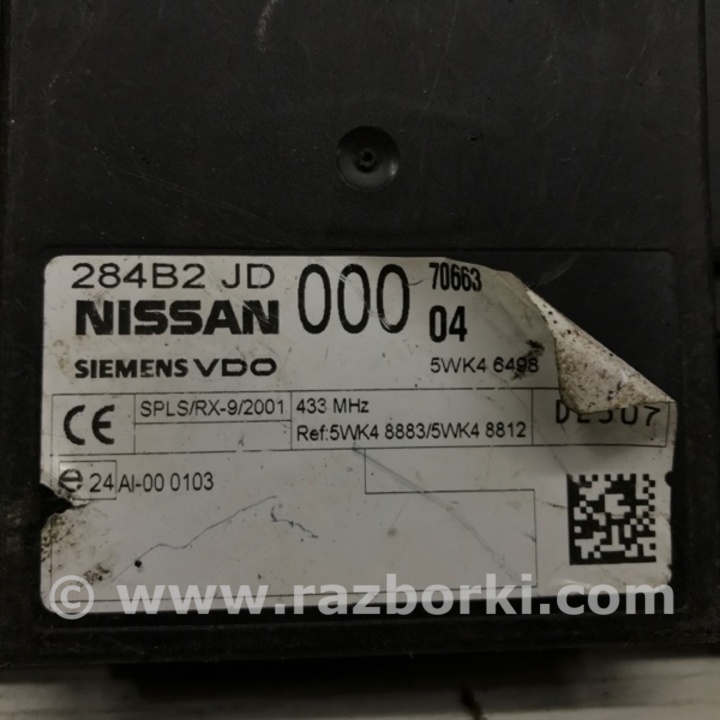 284B2 JD 000 70663
NISSAN 04
SIEMENS VDO 5WK4 6498
CE SPLS/RX-9/2001 433 MHz
Ref:5WK4 8883/5WK4 8812
e 24 AI-00 0103
© www.razborki.com